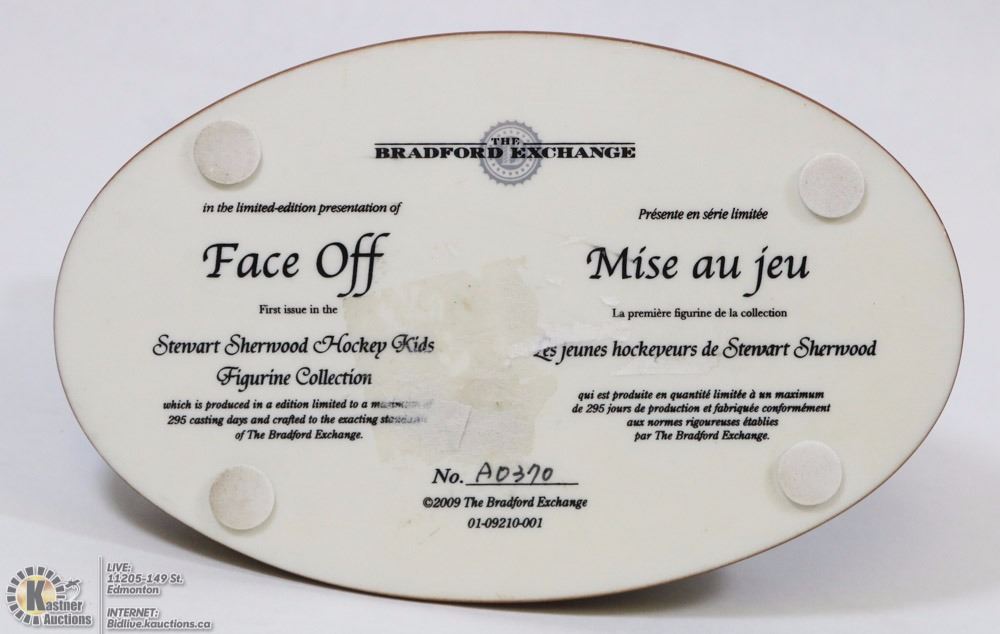 THE
BRADFORD EXCHANGE
in the limited-edition presentation of
Face Off
First issue in the
Stewart Sherwood Hockey Kids
Figurine Collection
which is produced in a edition limited to a maximum of
295 casting days and crafted to the exacting standards
of The Bradford Exchange.
Présente en série limitée
Mise au jeu
La première figurine de la collection
Les jeunes hockeyeurs de Stewart Sherwood
qui est produite en quantité limitée à un maximum
de 295 jours de production et fabriquée conformément
aux normes rigoureuses établies
par The Bradford Exchange.
No. A0370
©2009 The Bradford Exchange
01-09210-001
Kastner
Auctions
LIVE:
11205-149 St.
Edmonton
INTERNET:
Bidlive.kauctions.ca